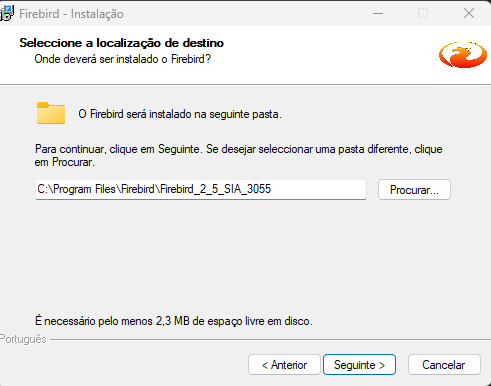 Firebird - Instalação
Seleccione a localização de destino
Onde deverá ser instalado o Firebird?
O Firebird será instalado na seguinte pasta.
Para continuar, clique em Seguinte. Se desejar seleccionar uma pasta diferente, clique
em Procurar.
C:\Program Files\Firebird\Firebird_2_5_SIA_3055
Procurar...
É necessário pelo menos 2,3 MB de espaço livre em disco.
Português
< Anterior
Seguinte >
Cancelar